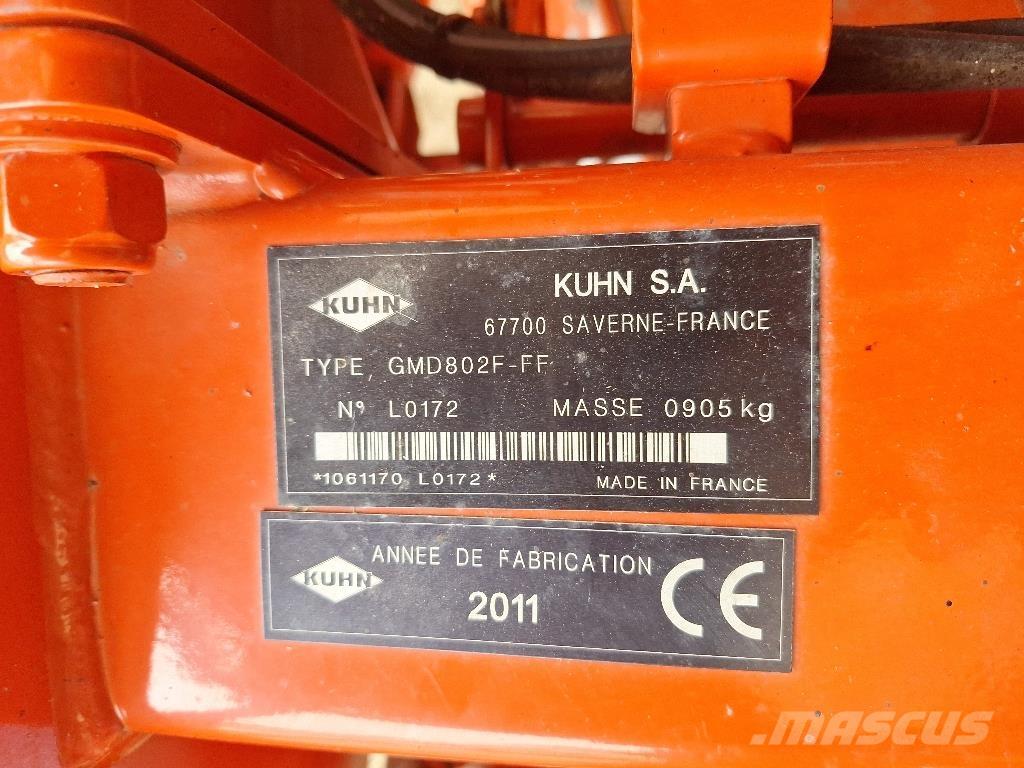 KUHN
KUHN S.A.
67700 SAVERNE-FRANCE
TYPE GMD802F-FF
Nº L0172 MASSE 0905 kg
*1061170 L0172*
MADE IN FRANCE
KUHN
ANNEE DE FABRICATION
2011
CE
MASCUS